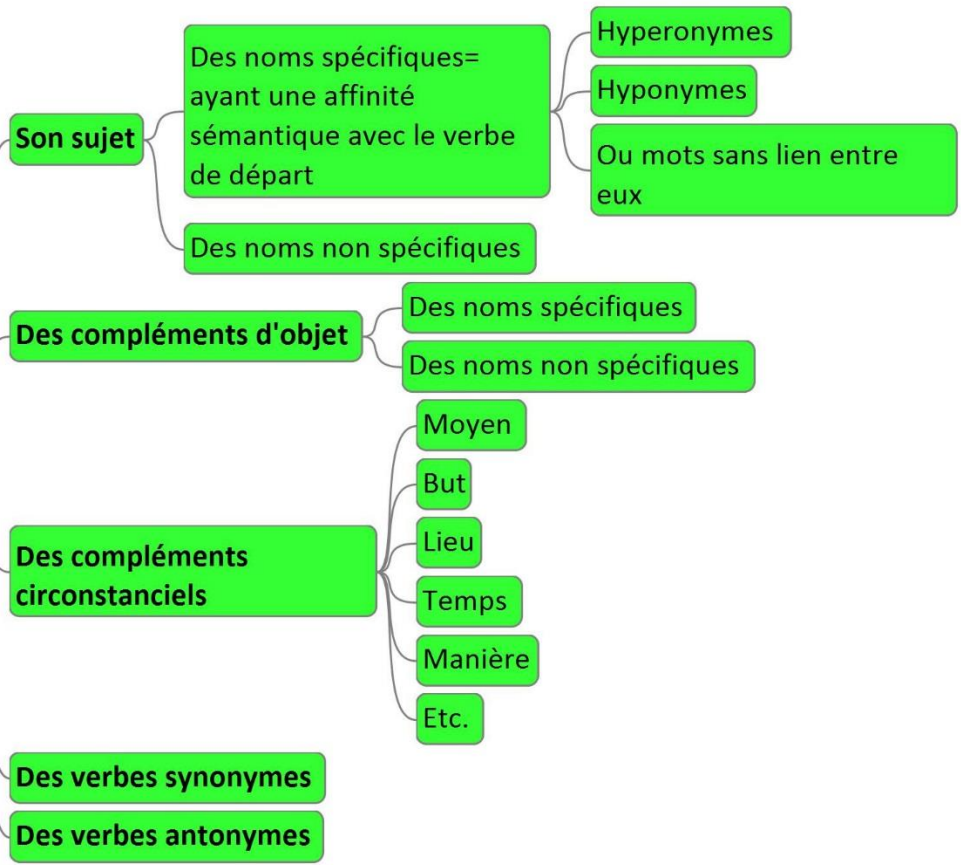 Son sujet
Des noms spécifiques=
ayant une affinité
sémantique avec le verbe
de départ
Hyperonymes
Hyponymes
Ou mots sans lien entre
eux
Des noms non spécifiques
Des compléments d'objet
Des noms spécifiques
Des noms non spécifiques
Des compléments
circonstanciels
Moyen
But
Lieu
Temps
Manière
Etc.
Des verbes synonymes
Des verbes antonymes